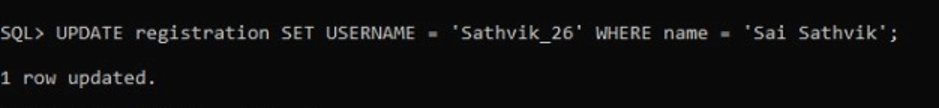 SQL> UPDATE registration SET USERNAME = 'Sathvik_26' WHERE name = 'Sai Sathvik';
1 row updated.